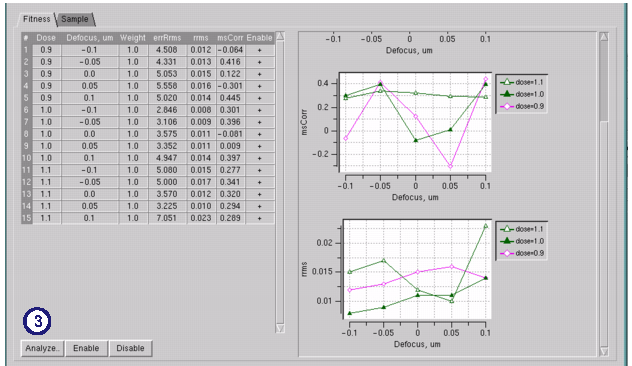 Fitness Sample
# Dose Defocus, um Weight errRrms rrms msCorr Enable
1 0.9 −0.1 1.0 4.508 0.012 −0.064 +
2 0.9 −0.05 1.0 4.331 0.013 0.416 +
3 0.9 0.0 1.0 5.053 0.015 0.122 +
4 0.9 0.05 1.0 5.558 0.016 −0.301 +
5 0.9 0.1 1.0 5.020 0.014 0.445 +
6 1.0 −0.1 1.0 2.846 0.008 0.301 +
7 1.0 −0.05 1.0 3.106 0.009 0.396 +
8 1.0 0.0 1.0 3.575 0.011 −0.081 +
9 1.0 0.05 1.0 3.352 0.011 0.009 +
10 1.0 0.1 1.0 4.947 0.014 0.397 +
11 1.1 −0.1 1.0 5.080 0.015 0.277 +
12 1.1 −0.05 1.0 5.000 0.017 0.341 +
13 1.1 0.0 1.0 3.570 0.012 0.320 +
14 1.1 0.05 1.0 3.225 0.010 0.294 +
15 1.1 0.1 1.0 7.051 0.023 0.289 +
3
Analyze.. Enable Disable
−0.1 −0.05 0 0.05 0.1
Defocus, um
msCorr
0.4
0.2
0
−0.2
−0.1 −0.05 0 0.05 0.1
Defocus, um
dose=1.1
dose=1.0
dose=0.9
rrms
0.02
0.015
0.01
−0.1 −0.05 0 0.05 0.1
Defocus, um
dose=1.1
dose=1.0
dose=0.9